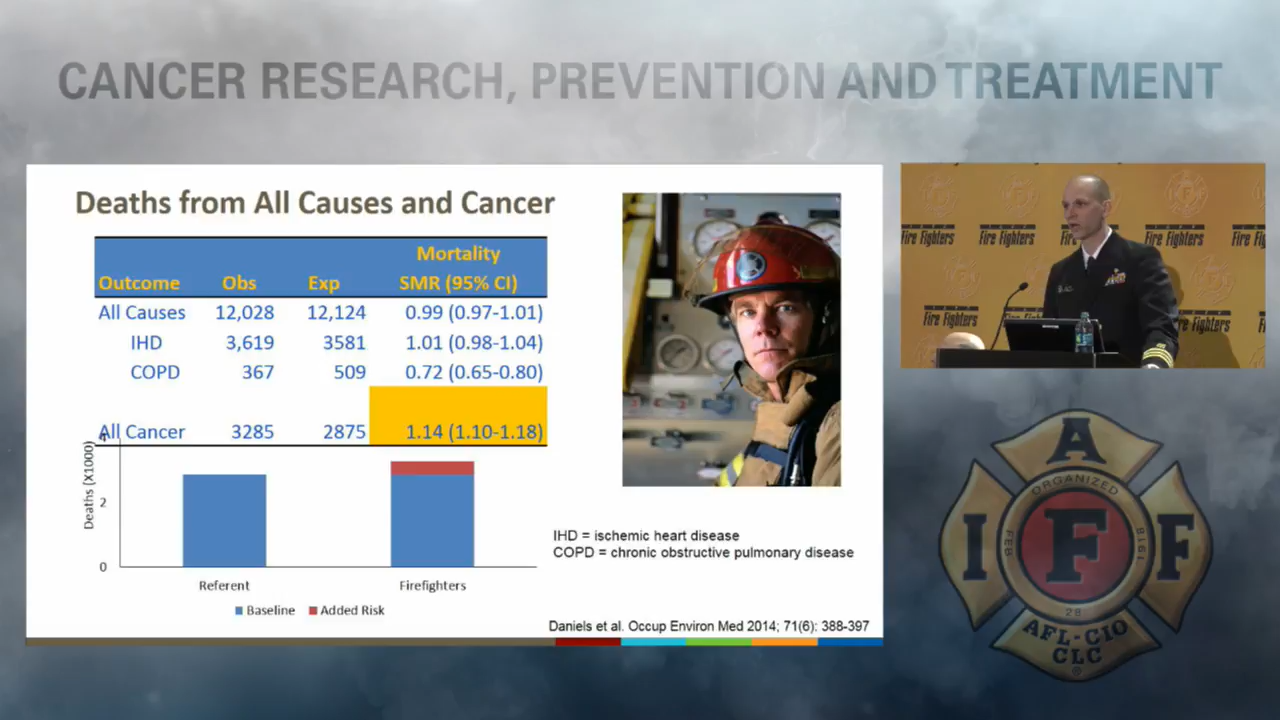 CANCER RESEARCH, PREVENTION AND TREATMENT
Deaths from All Causes and Cancer
Mortality
Outcome Obs Exp SMR (95% CI)
All Causes 12,028 12,124 0.99 (0.97-1.01)
IHD 3,619 3581 1.01 (0.98-1.04)
COPD 367 509 0.72 (0.65-0.80)
All Cancer 3285 2875 1.14 (1.10-1.18)
4
Deaths (X1000)
2
0
Referent Firefighters
Baseline Added Risk
IHD = ischemic heart disease
COPD = chronic obstructive pulmonary disease
Daniels et al. Occup Environ Med 2014; 71(6): 388-397
Fire Fighters
Fire Fighters
Fire Fighters
Fire Fighters
Fire Fighters
Fire Fighters
A
ORGANIZED
I F F
FEB 1918
28
AFL-CIO
CLC
®